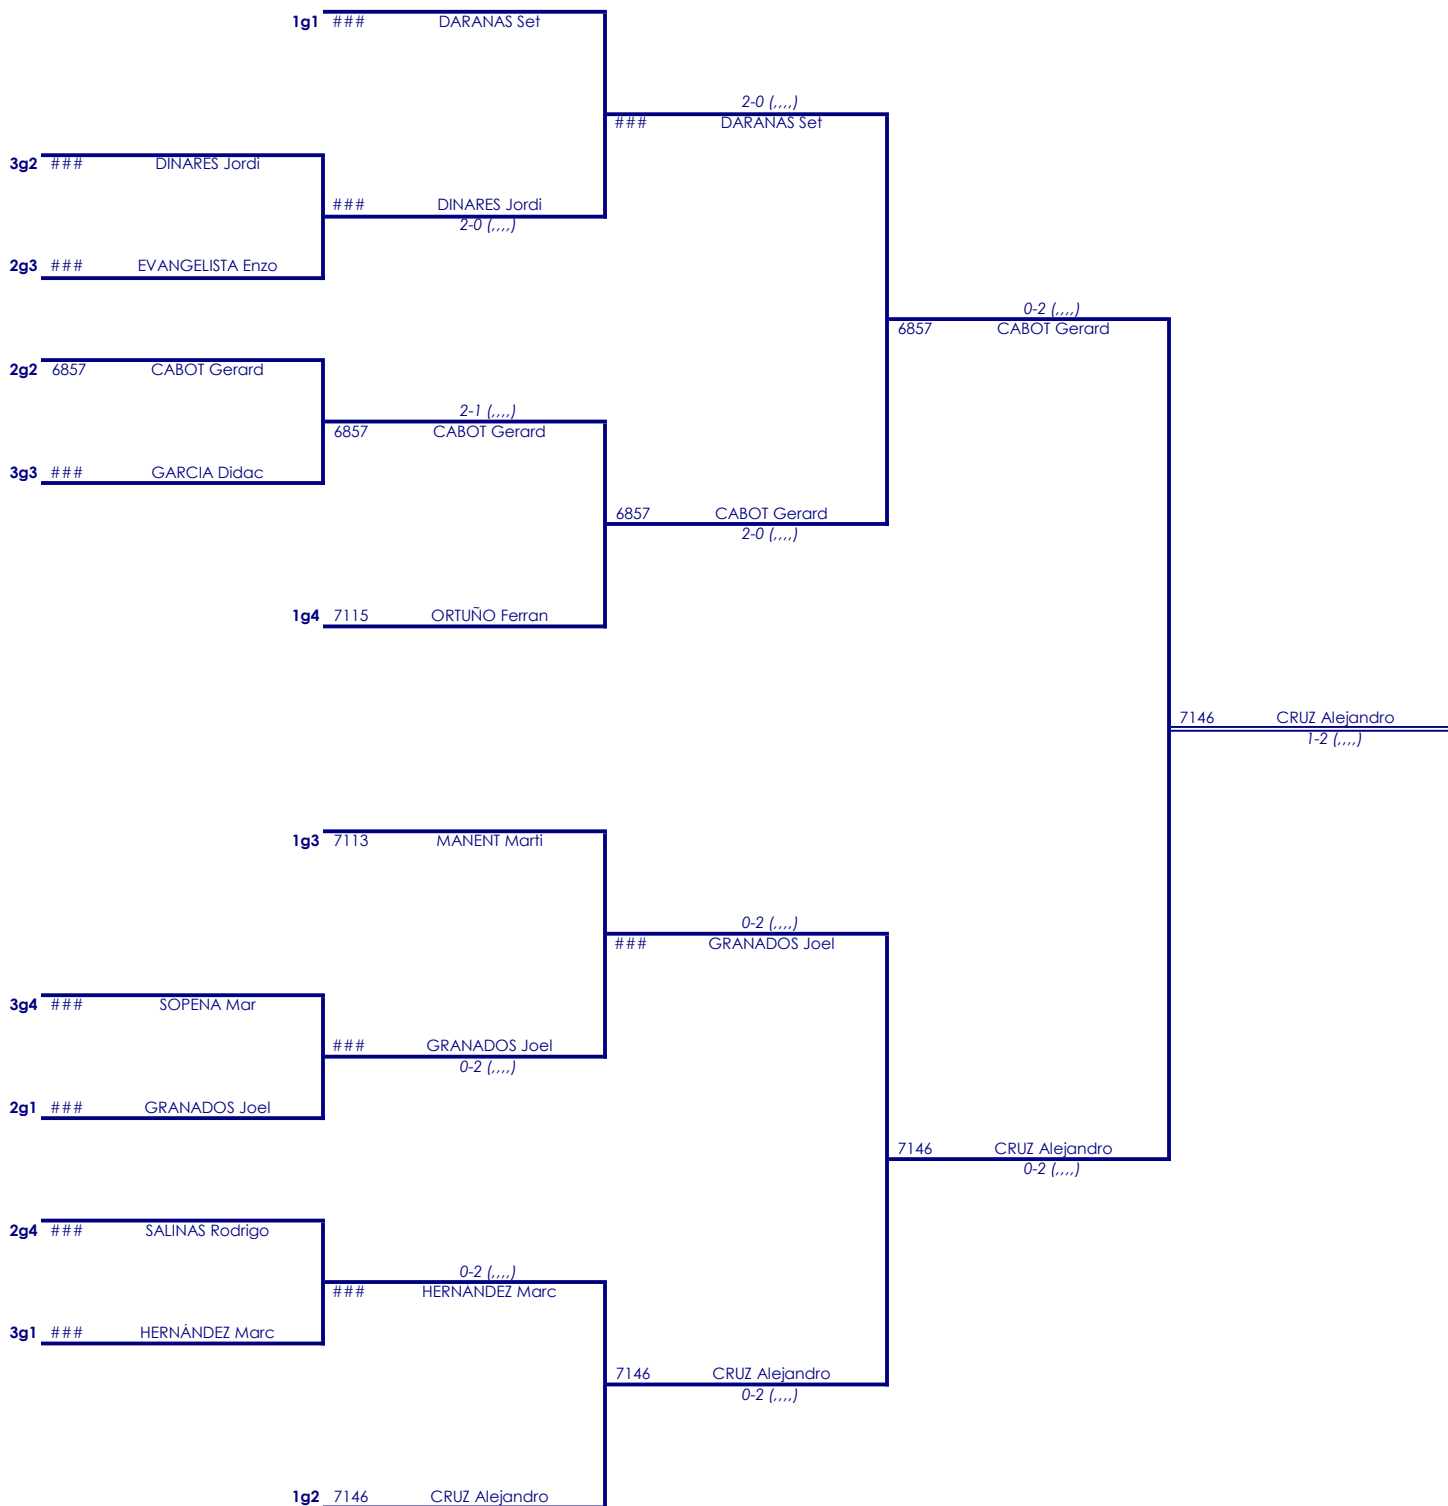 1g1 ### DARANAS Set
2-0 (,,,,)
### DARANAS Set
3g2 ### DINARES Jordi
### DINARES Jordi
2-0 (,,,,)
2g3 ### EVANGELISTA Enzo
0-2 (,,,,)
6857 CABOT Gerard
2g2 6857 CABOT Gerard
2-1 (,,,,)
6857 CABOT Gerard
3g3 ### GARCIA Didac
6857 CABOT Gerard
2-0 (,,,,)
1g4 7115 ORTUÑO Ferran
7146 CRUZ Alejandro
1-2 (,,,,)
1g3 7113 MANENT Marti
0-2 (,,,,)
### GRANADOS Joel
3g4 ### SOPENA Mar
### GRANADOS Joel
0-2 (,,,,)
2g1 ### GRANADOS Joel
7146 CRUZ Alejandro
0-2 (,,,,)
2g4 ### SALINAS Rodrigo
0-2 (,,,,)
### HERNÁNDEZ Marc
3g1 ### HERNÁNDEZ Marc
7146 CRUZ Alejandro
0-2 (,,,,)
1g2 7146 CRUZ Alejandro